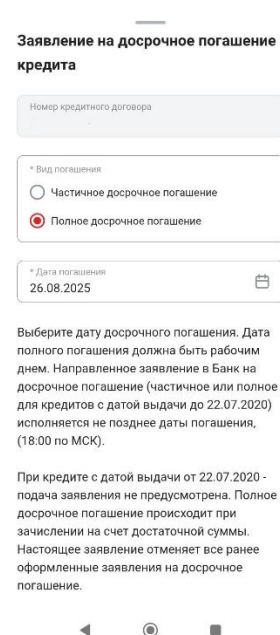 Заявление на досрочное погашение
кредита
Номер кредитного договора
* Вид погашения
Частичное досрочное погашение
Полное досрочное погашение
* Дата погашения
26.08.2025
Выберите дату досрочного погашения. Дата
полного погашения должна быть рабочим
днем. Направленное заявление в Банк на
досрочное погашение (частичное или полное
для кредитов с датой выдачи до 22.07.2020)
исполняется не позднее даты погашения,
(18:00 по МСК).
При кредите с датой выдачи от 22.07.2020 -
подача заявления не предусмотрена. Полное
досрочное погашение происходит при
зачислении на счет достаточной суммы.
Настоящее заявление отменяет все ранее
оформленные заявления на досрочное
погашение.